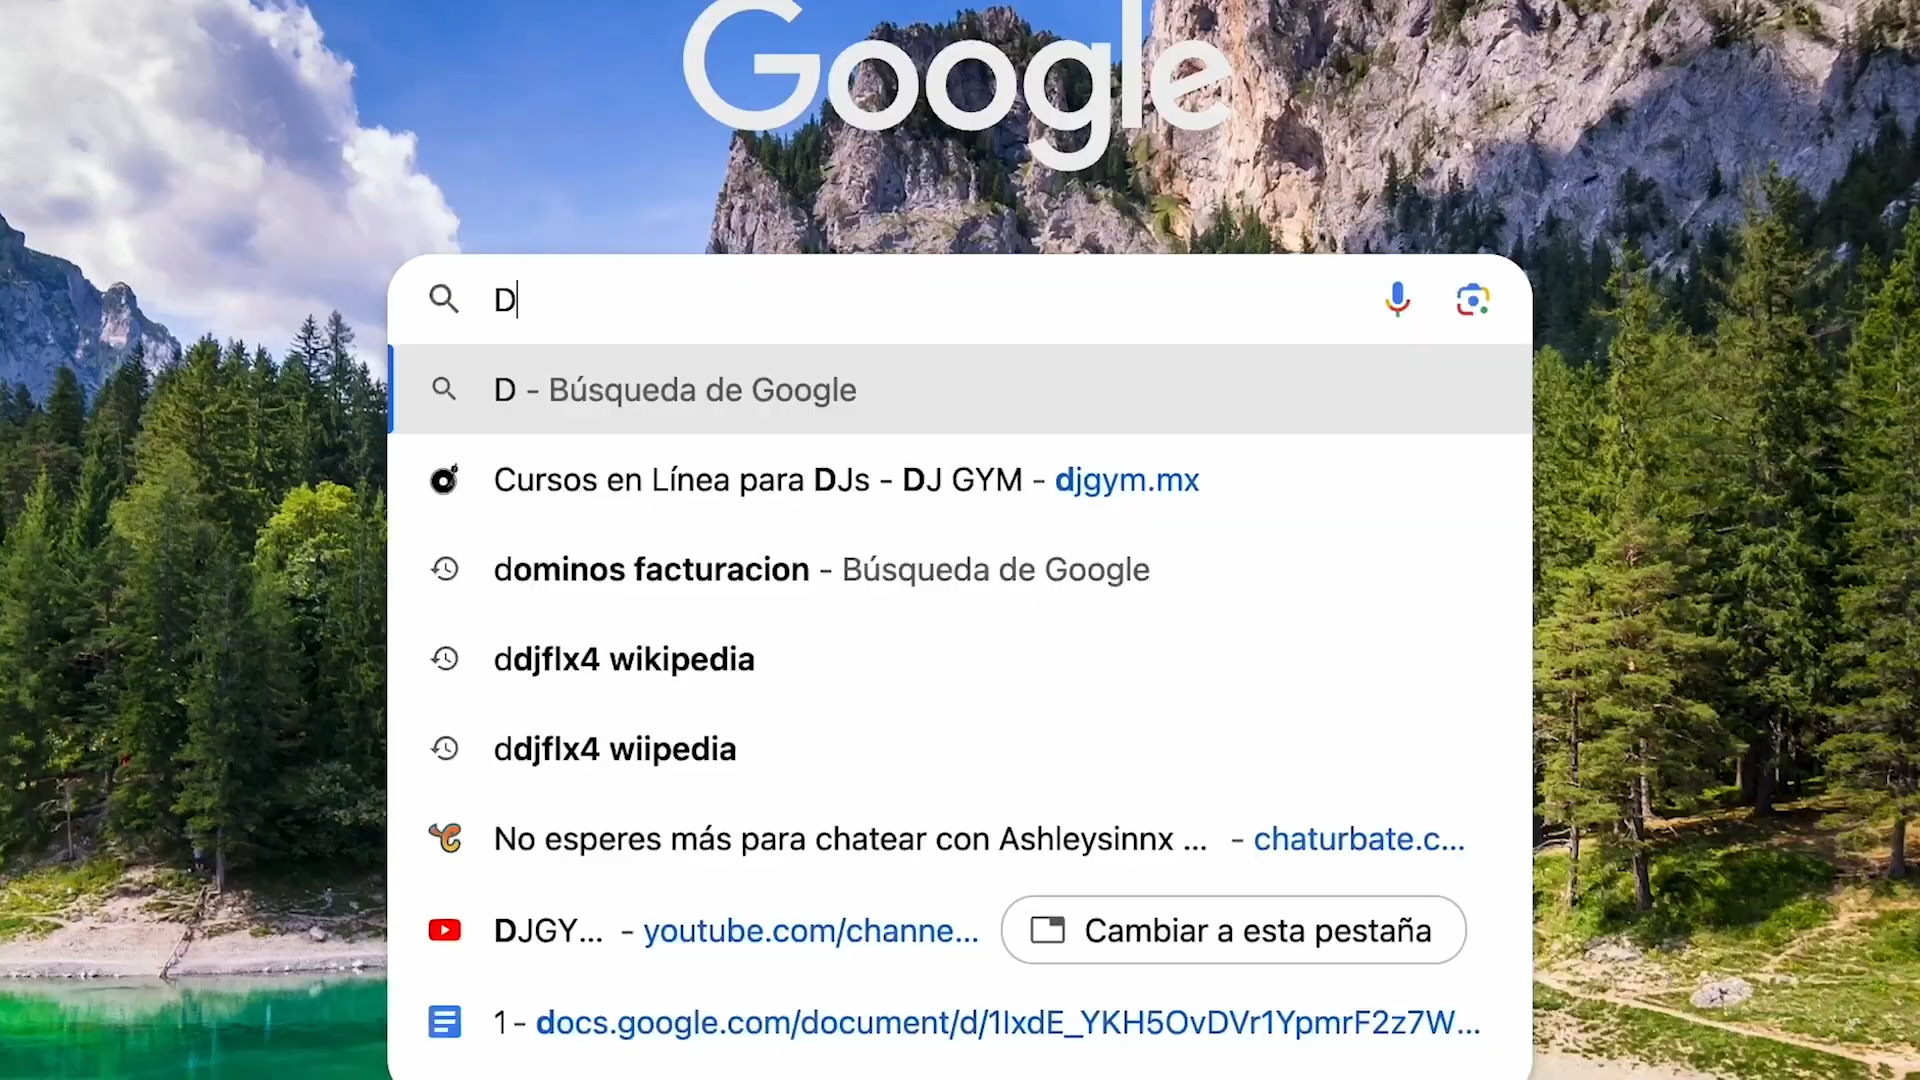 Google
D
D - Búsqueda de Google
Cursos en Línea para DJs - DJ GYM - djgym.mx
dominos facturacion - Búsqueda de Google
ddjflx4 wikipedia
ddjflx4 wiipedia
No esperes más para chatear con Ashleysinnx ... - chaturbate.c...
DJGY... - youtube.com/channe... Cambiar a esta pestaña
1 - docs.google.com/document/d/1IxdE_YKH5OvDVr1YpmrF2z7W...